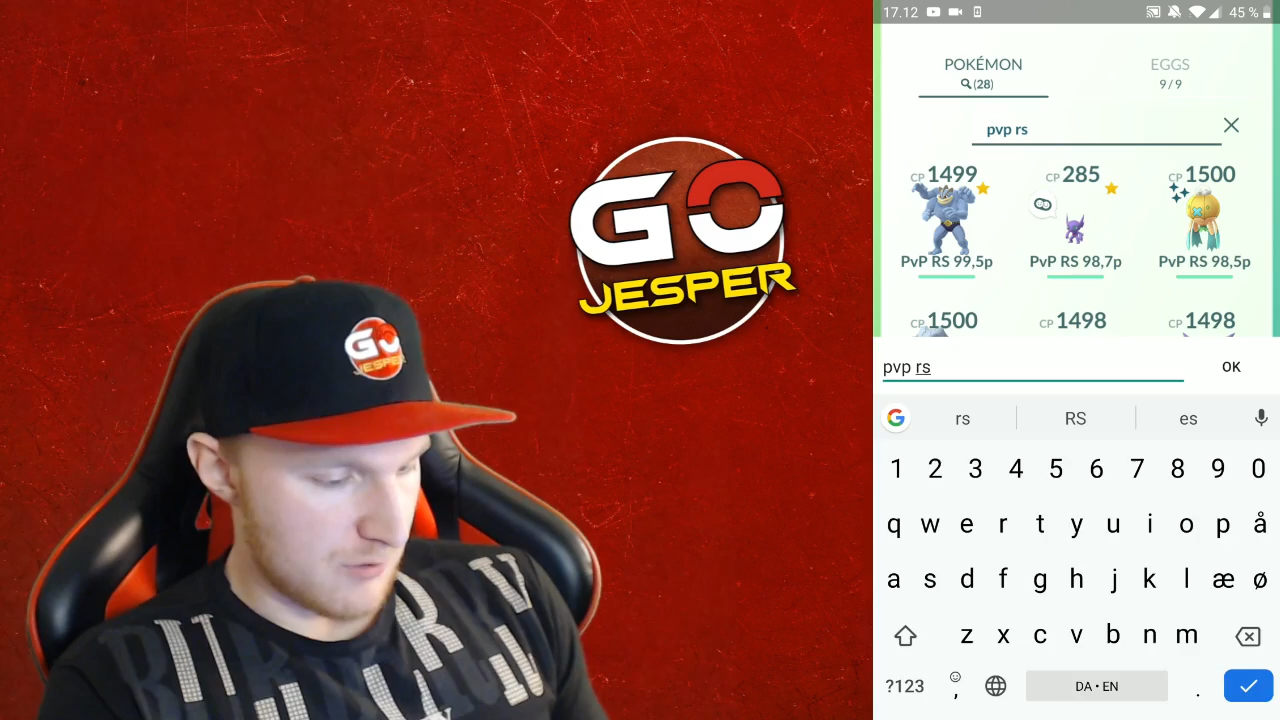 17.12
45 %
POKÉMON
(28)
EGGS
9/9
pvp rs
CP 1499
CP 285
CP 1500
PvP RS 99,5p
PvP RS 98,7p
PvP RS 98,5p
CP 1500
CP 1498
CP 1498
pvp rs
OK
G
rs
RS
es
1 2 3 4 5 6 7 8 9 0
q w e r t y u i o p å
a s d f g h j k l æ ø
z x c v b n m
?123
,
DA • EN
.
GO
JESPER
GO
JESPER